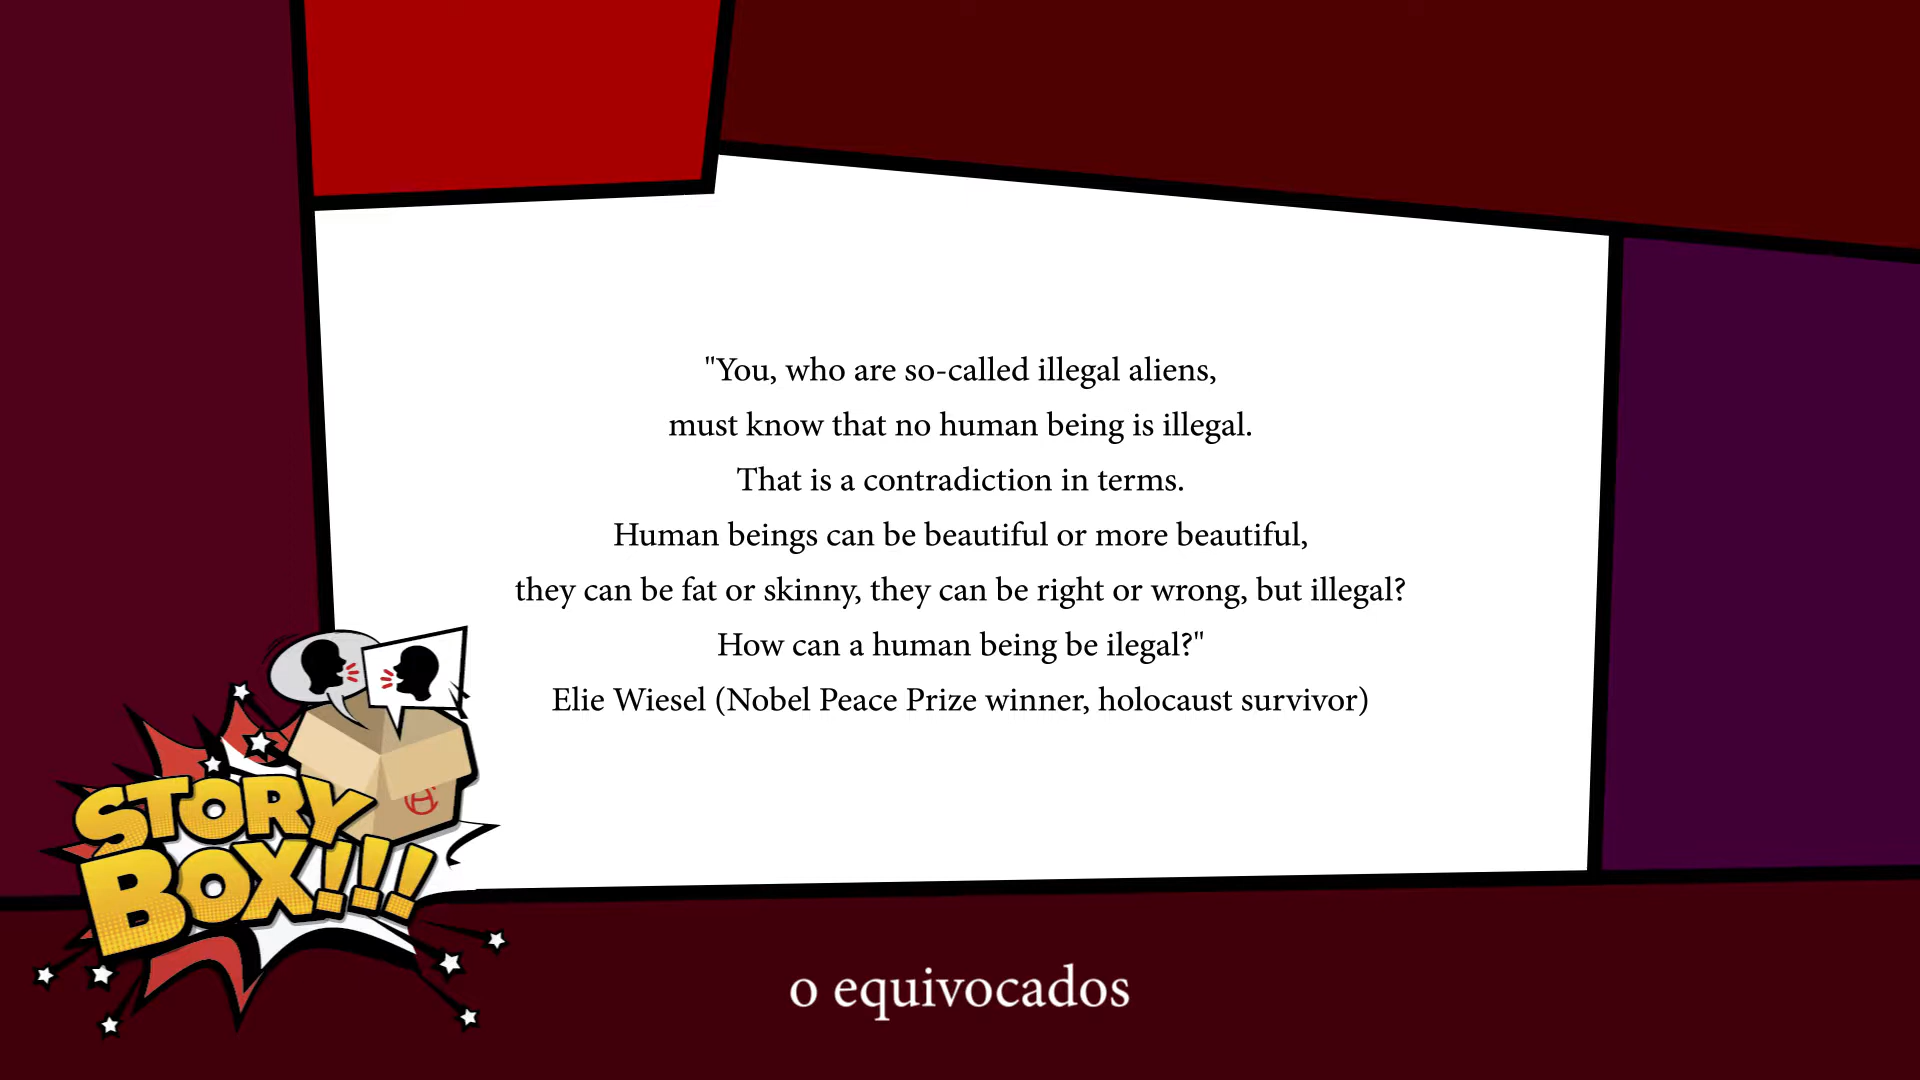 "You, who are so-called illegal aliens,
must know that no human being is illegal.
That is a contradiction in terms.
Human beings can be beautiful or more beautiful,
they can be fat or skinny, they can be right or wrong, but illegal?
How can a human being be ilegal?"
Elie Wiesel (Nobel Peace Prize winner, holocaust survivor)
STORY
BOX!!!
o equivocados